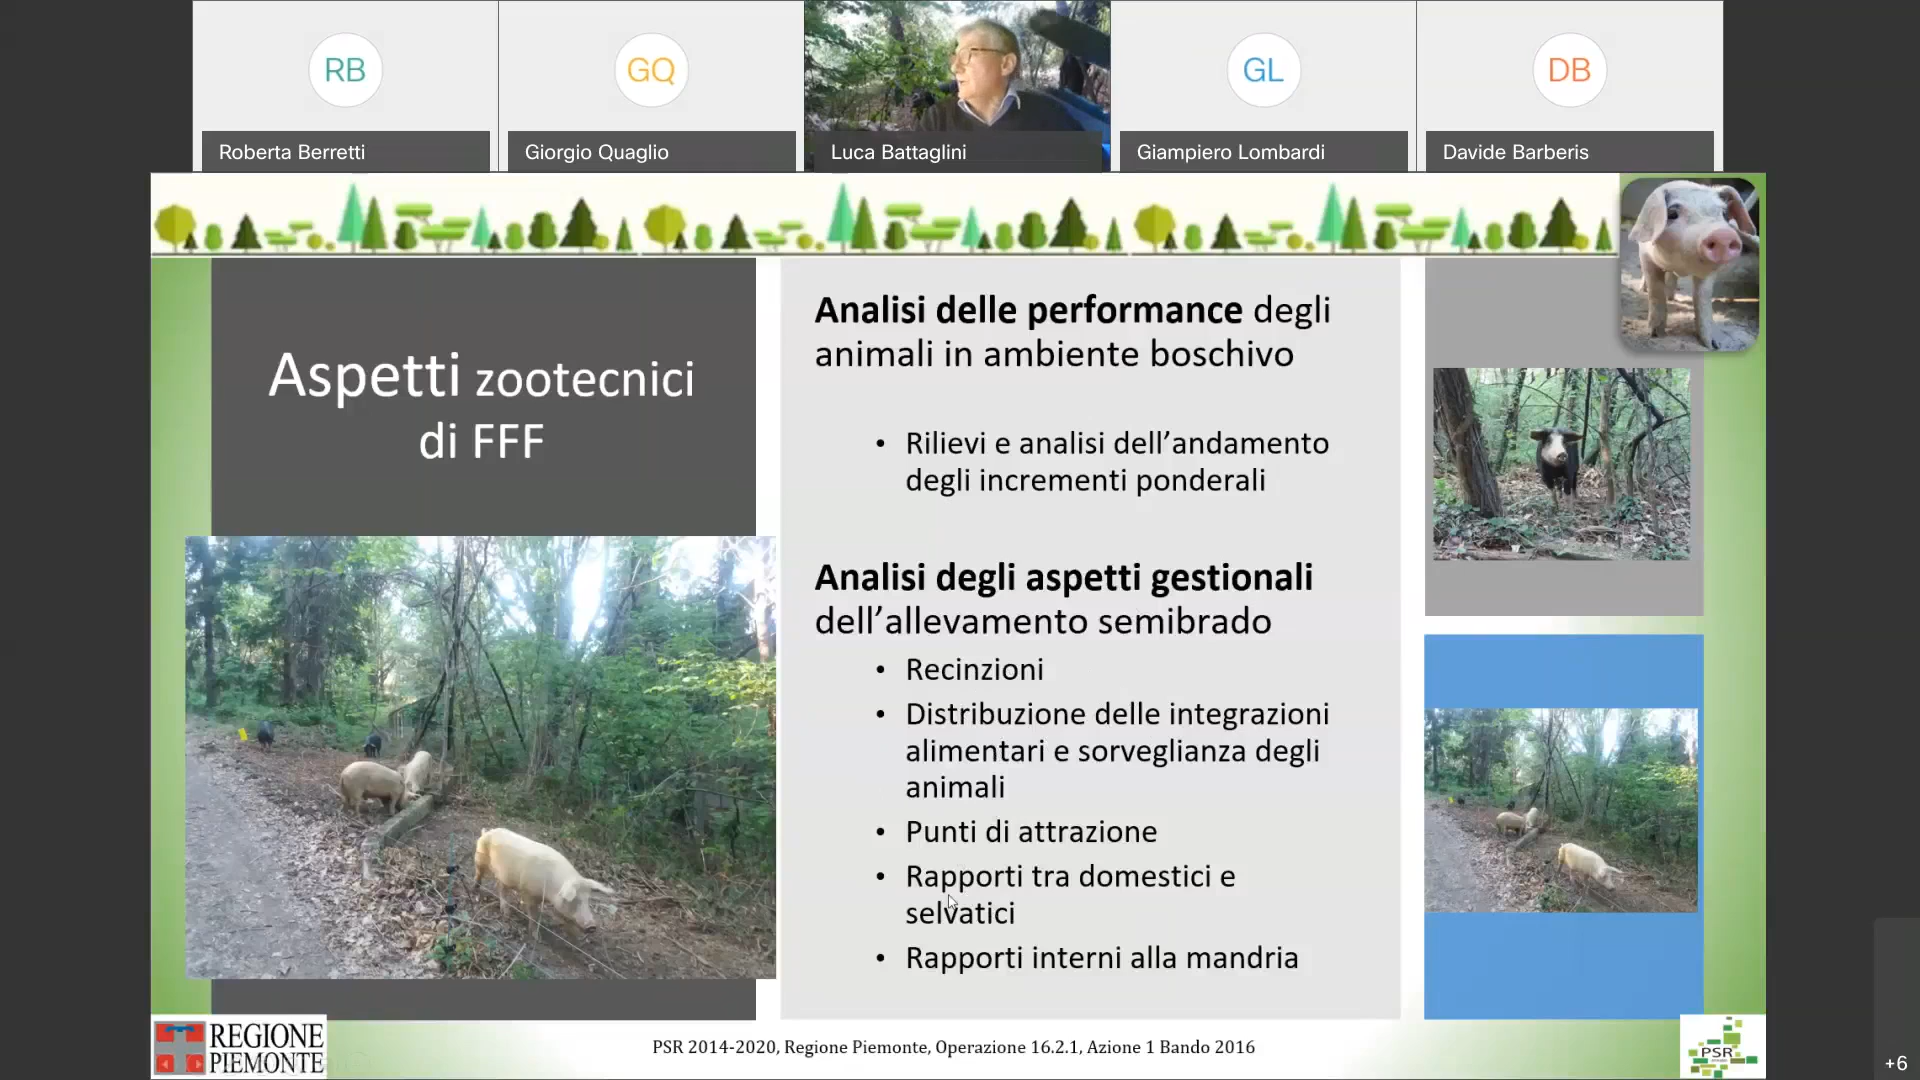 RB
GQ
GL
DB
Roberta Berretti
Giorgio Quaglio
Luca Battaglini
Giampiero Lombardi
Davide Barberis
Aspetti zootecnici
di FFF
Analisi delle performance degli
animali in ambiente boschivo
• Rilievi e analisi dell’andamento
degli incrementi ponderali
Analisi degli aspetti gestionali
dell’allevamento semibrado
• Recinzioni
• Distribuzione delle integrazioni
alimentari e sorveglianza degli
animali
• Punti di attrazione
• Rapporti tra domestici e
selvatici
• Rapporti interni alla mandria
REGIONE
PIEMONTE
PSR 2014-2020, Regione Piemonte, Operazione 16.2.1, Azione 1 Bando 2016
PSR
+6